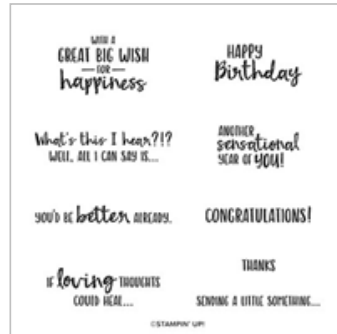 WITH A
GREAT BIG WISH
FOR
happiness
HAPPY
Birthday
What's this I hear?!?
WELL, ALL I CAN SAY IS...
ANOTHER
sensational
YEAR OF YOU!
YOU'D BE better ALREADY.
CONGRATULATIONS!
IF loving THOUGHTS
COULD HEAL...
THANKS
SENDING A LITTLE SOMETHING...
©STAMPIN' UP!